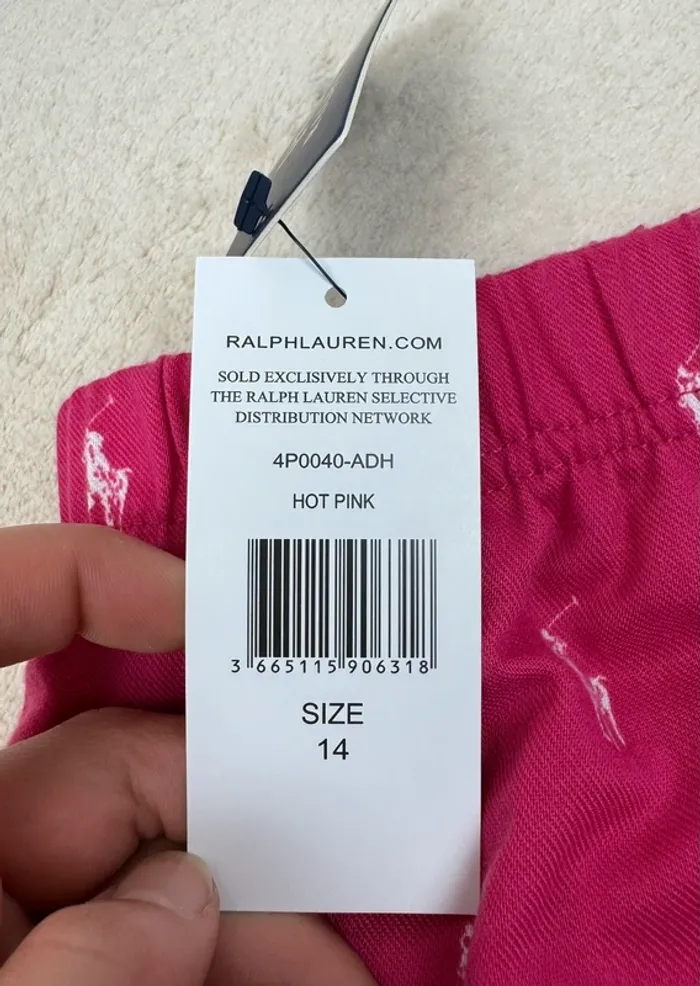 RALPHLAUREN.COM
SOLD EXCLUSIVELY THROUGH
THE RALPH LAUREN SELECTIVE
DISTRIBUTION NETWORK
4P0040-ADH
HOT PINK
3 665115 906318
SIZE
14